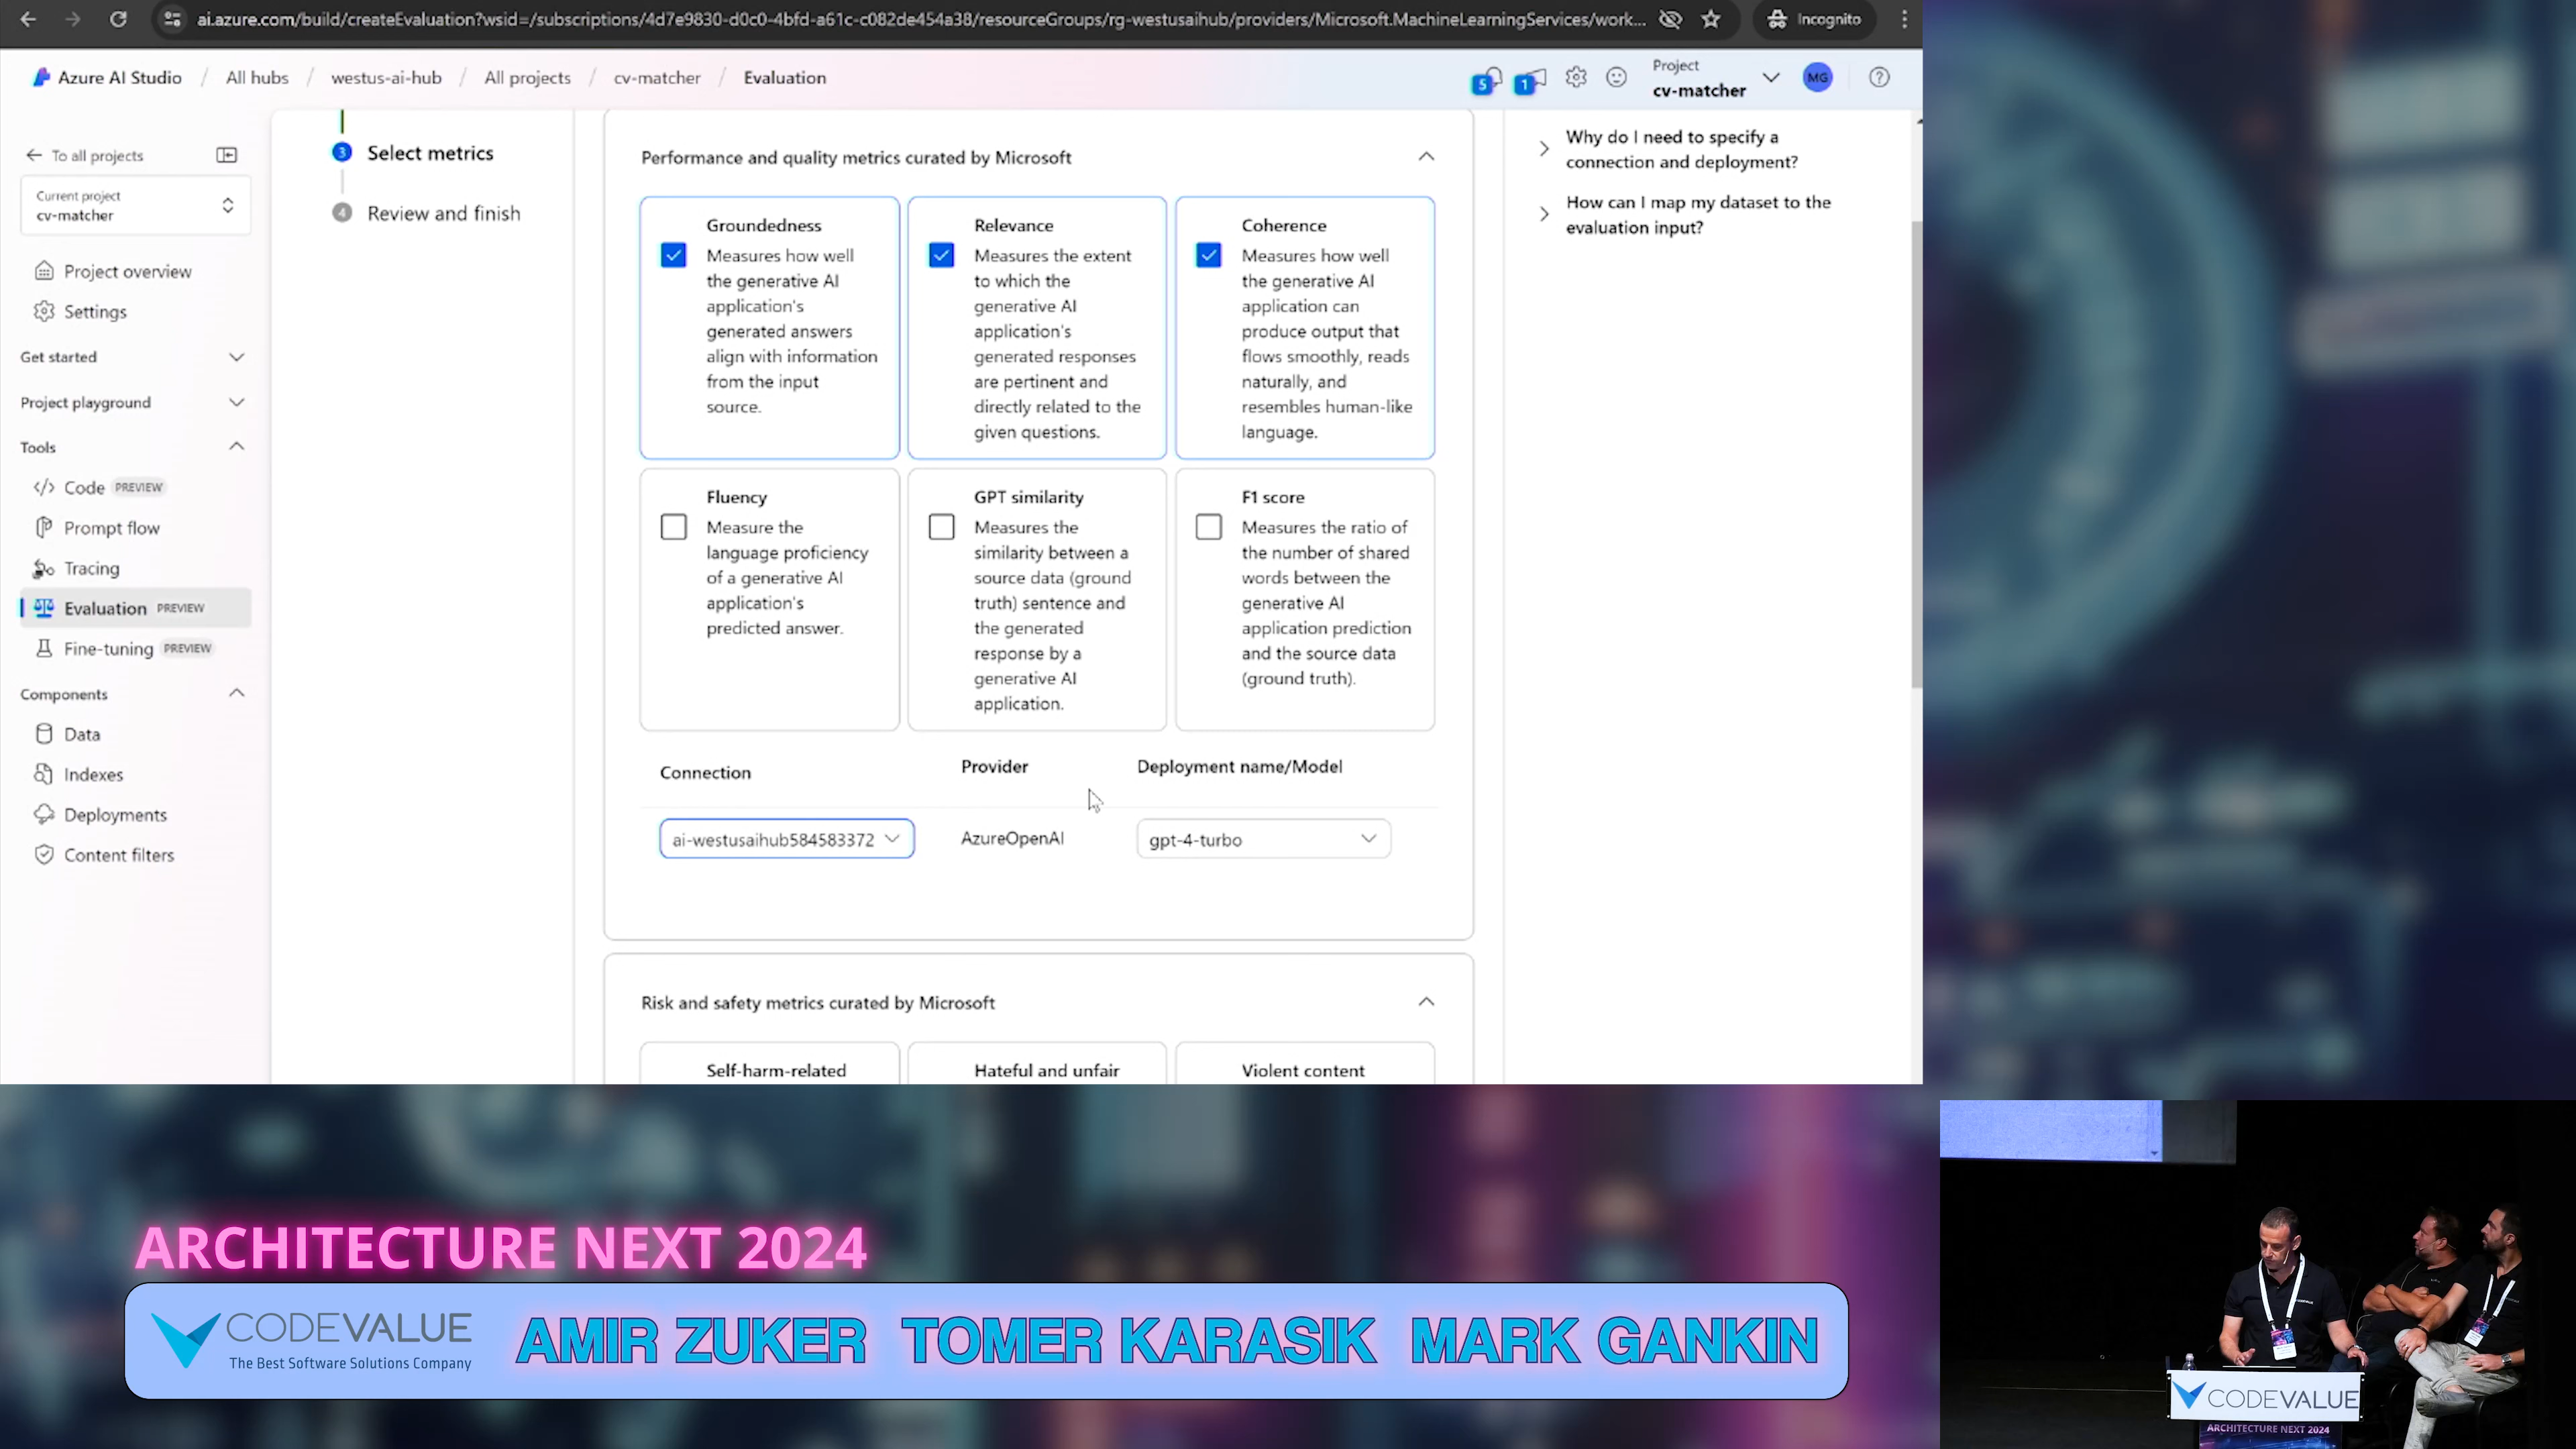 ai.azure.com/build/createEvaluation?wsid=/subscriptions/4d7e9830-d0c0-4bfd-a61c-c082de454a38/resourceGroups/rg-westusaihub/providers/Microsoft.MachineLearningServices/work...
Incognito
Azure AI Studio / All hubs / westus-ai-hub / All projects / cv-matcher / Evaluation
5
1
Project
cv-matcher
MG
To all projects
Current project
cv-matcher
Project overview
Settings
Get started
Project playground
Tools
Code PREVIEW
Prompt flow
Tracing
Evaluation PREVIEW
Fine-tuning PREVIEW
Components
Data
Indexes
Deployments
Content filters
3 Select metrics
4 Review and finish
Performance and quality metrics curated by Microsoft
Groundedness
Measures how well
the generative AI
application's
generated answers
align with information
from the input
source.
Relevance
Measures the extent
to which the
generative AI
application's
generated responses
are pertinent and
directly related to the
given questions.
Coherence
Measures how well
the generative AI
application can
produce output that
flows smoothly, reads
naturally, and
resembles human-like
language.
Fluency
Measure the
language proficiency
of a generative AI
application's
predicted answer.
GPT similarity
Measures the
similarity between a
source data (ground
truth) sentence and
the generated
response by a
generative AI
application.
F1 score
Measures the ratio of
the number of shared
words between the
generative AI
application prediction
and the source data
(ground truth).
Connection
Provider
Deployment name/Model
ai-westusaihub584583372
AzureOpenAI
gpt-4-turbo
Risk and safety metrics curated by Microsoft
Self-harm-related
Hateful and unfair
Violent content
Why do I need to specify a
connection and deployment?
How can I map my dataset to the
evaluation input?
ARCHITECTURE NEXT 2024
CODEVALUE
The Best Software Solutions Company
AMIR ZUKER TOMER KARASIK MARK GANKIN
CODEVALUE
ARCHITECTURE NEXT 2024